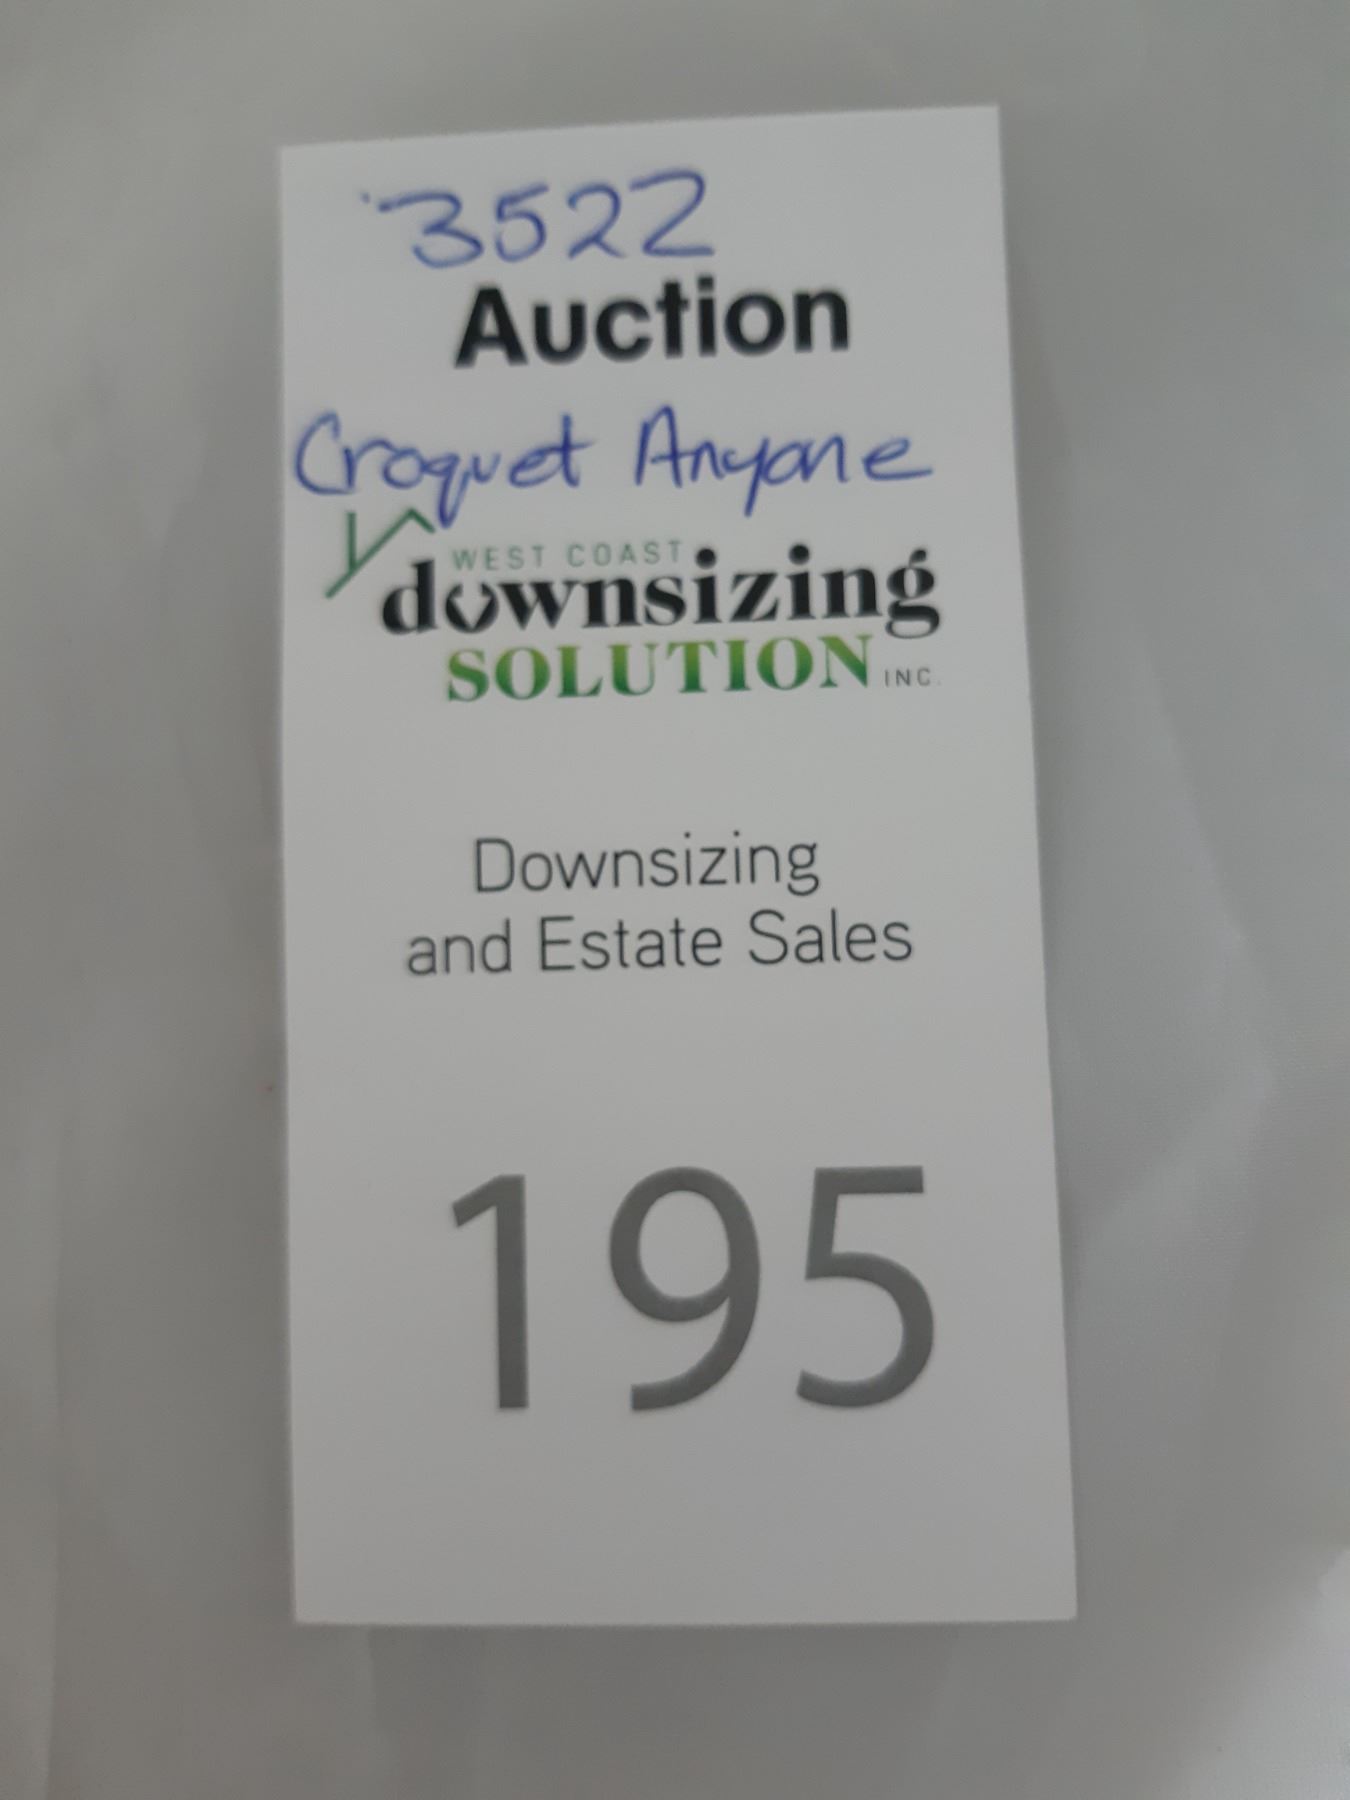 3522
Auction
Croquet Anyone
WEST COAST
downsizing
SOLUTION INC.
Downsizing
and Estate Sales
195